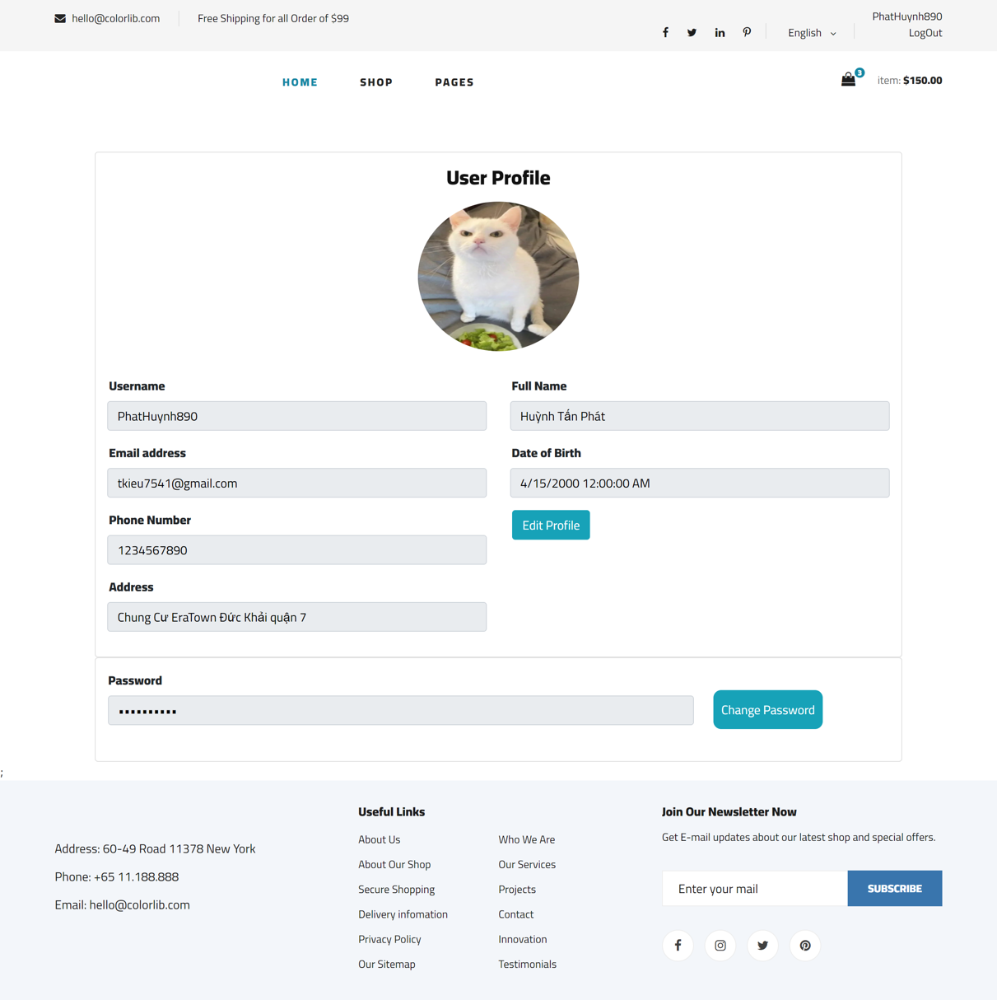 hello@colorlib.com
Free Shipping for all Order of $99
English
PhatHuynh890
LogOut
HOME SHOP PAGES
3
item: $150.00
User Profile
Username
PhatHuynh890
Full Name
Huỳnh Tấn Phát
Email address
tkieu7541@gmail.com
Date of Birth
4/15/2000 12:00:00 AM
Phone Number
1234567890
Edit Profile
Address
Chung Cư EraTown Đức Khải quận 7
Password
••••••••••
Change Password
;
Address: 60-49 Road 11378 New York
Phone: +65 11.188.888
Email: hello@colorlib.com
Useful Links
About Us
About Our Shop
Secure Shopping
Delivery infomation
Privacy Policy
Our Sitemap
Who We Are
Our Services
Projects
Contact
Innovation
Testimonials
Join Our Newsletter Now
Get E-mail updates about our latest shop and special offers.
Enter your mail
SUBSCRIBE